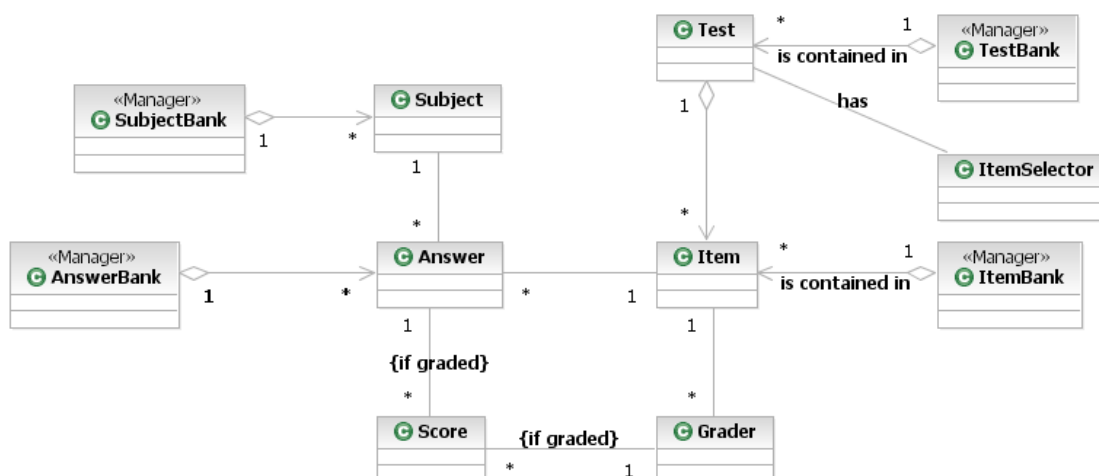 C Test
*
1
is contained in
«Manager»
C TestBank
«Manager»
C SubjectBank
1
*
C Subject
1
has
C ItemSelector
1
*
*
«Manager»
C AnswerBank
1
*
C Answer
*
1
C Item
*
1
is contained in
«Manager»
C ItemBank
1
{if graded}
*
1
*
C Score
{if graded}
*
1
C Grader